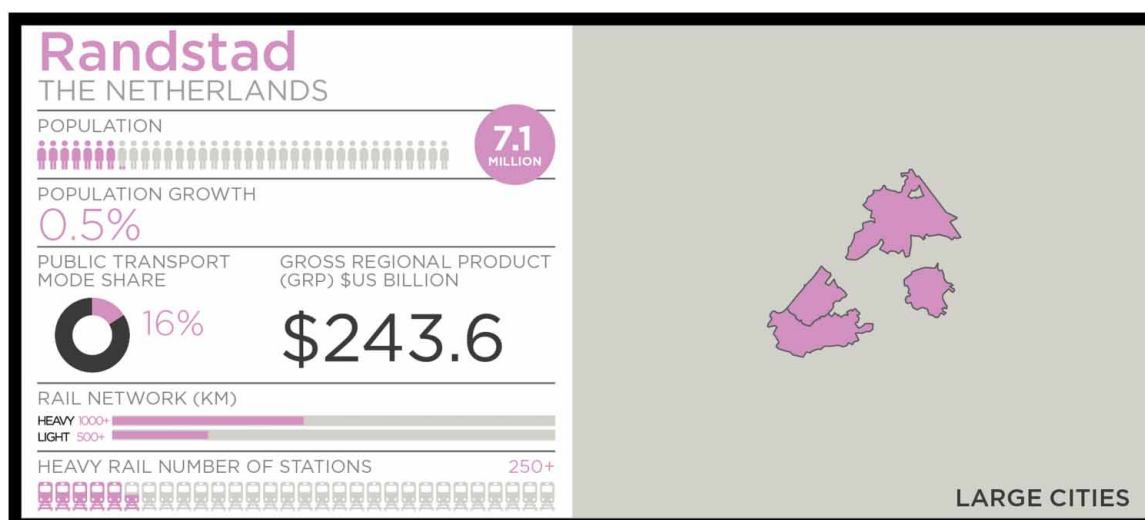 Randstad
THE NETHERLANDS
POPULATION
7.1
MILLION
POPULATION GROWTH
0.5%
PUBLIC TRANSPORT
MODE SHARE
16%
GROSS REGIONAL PRODUCT
(GRP) $US BILLION
$243.6
RAIL NETWORK (KM)
HEAVY 1000+
LIGHT 500+
HEAVY RAIL NUMBER OF STATIONS 250+
LARGE CITIES